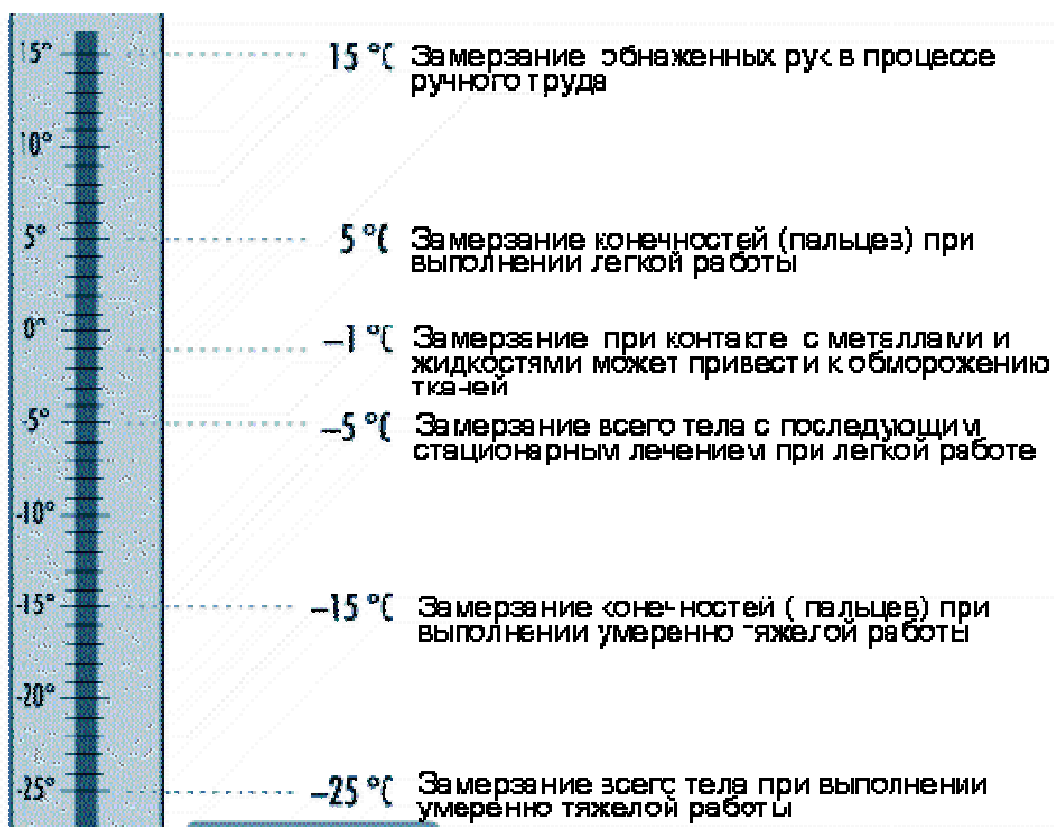 15°
15 °C Замерзание обнаженных рук в процессе
ручного труда
10°
5°
5 °C Замерзание конечностей (пальцев) при
выполнении легкой работы
0°
–1 °C Замерзание при контакте с металлами и
жидкостями может привести к обморожению
тканей
-5°
–5 °C Замерзание всего тела с последующим
стационарным лечением при легкой работе
-10°
-15°
–15 °C Замерзание конечностей ( пальцев) при
выполнении умеренно тяжелой работы
-20°
-25°
–25 °C Замерзание всего тела при выполнении
умеренно тяжелой работы